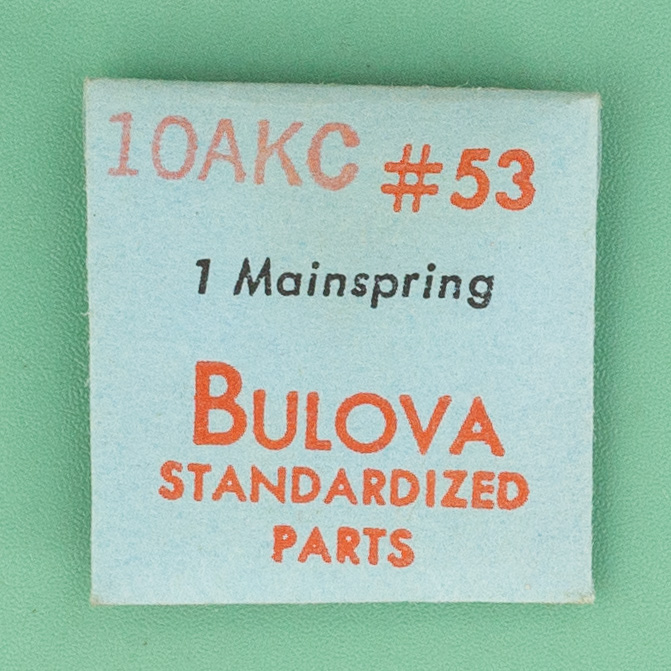 10AKC #53
1 Mainspring
BULOVA
STANDARDIZED
PARTS